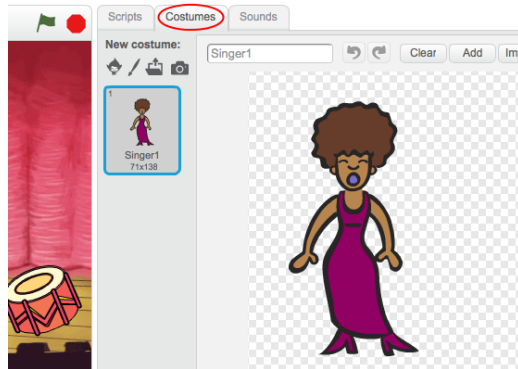 Scripts Costumes Sounds
New costume:
Singer1
Clear Add Im
1
Singer1
71x138